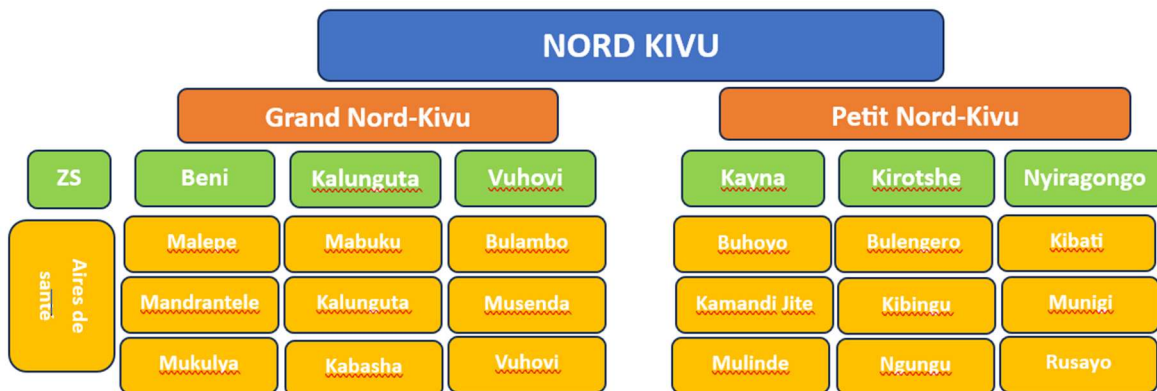 NORD KIVU
Grand Nord-Kivu Petit Nord-Kivu
ZS Beni Kalunguta Vuhovi Kayna Kirotshe Nyiragongo
Aires de
santé
Malepe Mabuku Bulambo Buhoyo Bulengero Kibati
Mandrantele Kalunguta Musenda Kamandi Jite Kibingu Munigi
Mukulya Kabasha Vuhovi Mulinde Ngungu Rusayo